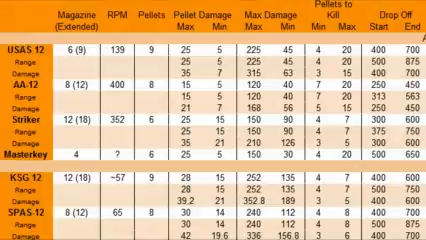 Pellets to
Magazine RPM Pellets Pellet Damage Max Damage Kill Drop Off
(Extended) Max Min Max Min Min Max Start End
USAS 12 6 (9) 139 9 25 5 225 45 4 20 400 700
Range 25 5 225 45 4 20 500 875
Damage 35 7 315 63 3 15 400 700
AA-12 8 (12) 400 8 15 5 120 40 7 20 250 450
Range 15 5 120 40 7 20 313 563
Damage 21 7 168 56 5 15 250 450
Striker 12 (18) 352 6 25 15 150 90 4 7 300 600
Range 25 15 150 90 4 7 375 750
Damage 35 21 210 126 3 5 300 600
Masterkey 4 ? 6 25 5 150 30 4 20 500 650
KSG 12 12 (18) ~57 9 28 15 252 135 4 7 400 600
Range 28 15 252 135 4 7 500 750
Damage 39.2 21 352.8 189 3 5 400 600
SPAS-12 8 (12) 65 8 30 14 240 112 4 8 400 700
Range 30 14 240 112 4 8 500 875
Damage 42 19.6 336 156.8 3 6 400 700